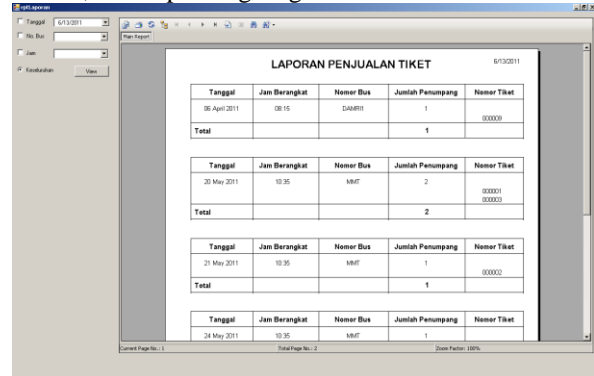 rptLaporan
Tanggal 6/13/2011
No. Bus
Jam
Keseluruhan View
Main Report
LAPORAN PENJUALAN TIKET 6/13/2011
Tanggal Jam Berangkat Nomor Bus Jumlah Penumpang Nomor Tiket
06 April 2011 08:15 DAMRI1 1
000009
Total 1
Tanggal Jam Berangkat Nomor Bus Jumlah Penumpang Nomor Tiket
20 May 2011 10:35 MMT 2
000001
000003
Total 2
Tanggal Jam Berangkat Nomor Bus Jumlah Penumpang Nomor Tiket
21 May 2011 10:35 MMT 1
000002
Total 1
Tanggal Jam Berangkat Nomor Bus Jumlah Penumpang Nomor Tiket
24 May 2011 10:35 MMT 1
Current Page No.: 1 Total Page No.: 2 Zoom Factor: 100%